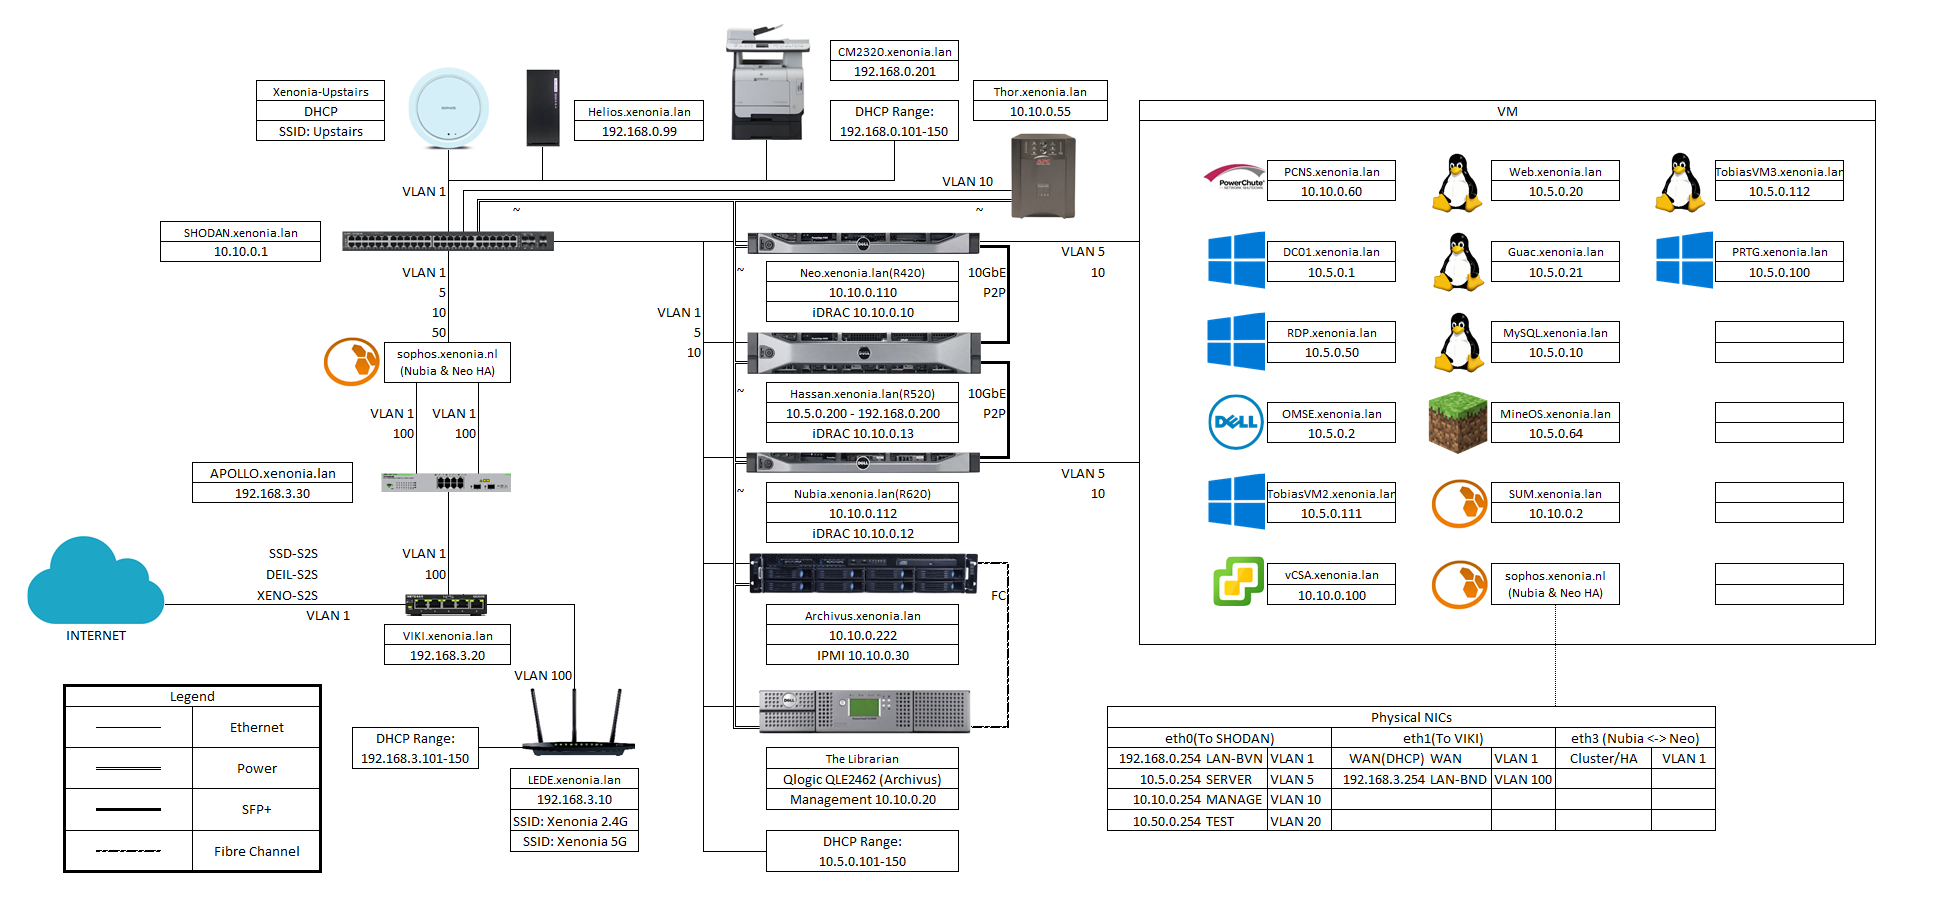 Xenonia-Upstairs
DHCP
SSID: Upstairs
Helios.xenonia.lan
192.168.0.99
CM2320.xenonia.lan
192.168.0.201
DHCP Range:
192.168.0.101-150
Thor.xenonia.lan
10.10.0.55
APC
VLAN 1
VLAN 10
~
~
SHODAN.xenonia.lan
10.10.0.1
VLAN 1
5
10
50
sophos.xenonia.nl
(Nubia & Neo HA)
VLAN 1
100
VLAN 1
100
APOLLO.xenonia.lan
192.168.3.30
SSD-S2S
DEIL-S2S
XENO-S2S
VLAN 1
VLAN 1
100
INTERNET
VIKI.xenonia.lan
192.168.3.20
VLAN 100
DHCP Range:
192.168.3.101-150
LEDE.xenonia.lan
192.168.3.10
SSID: Xenonia 2.4G
SSID: Xenonia 5G
Legend
Ethernet
Power
SFP+
Fibre Channel
VLAN 1
5
10
~
Neo.xenonia.lan(R420)
10.10.0.110
iDRAC 10.10.0.10
10GbE
P2P
~
Hassan.xenonia.lan(R520)
10.5.0.200 - 192.168.0.200
iDRAC 10.10.0.13
10GbE
P2P
~
Nubia.xenonia.lan(R620)
10.10.0.112
iDRAC 10.10.0.12
FC
Archivus.xenonia.lan
10.10.0.222
IPMI 10.10.0.30
DELL
The Librarian
Qlogic QLE2462 (Archivus)
Management 10.10.0.20
DHCP Range:
10.5.0.101-150
VLAN 5
10
VLAN 5
10
VM
PowerChute
NETWORK SHUTDOWN
PCNS.xenonia.lan
10.10.0.60
Web.xenonia.lan
10.5.0.20
TobiasVM3.xenonia.lan
10.5.0.112
DC01.xenonia.lan
10.5.0.1
Guac.xenonia.lan
10.5.0.21
PRTG.xenonia.lan
10.5.0.100
RDP.xenonia.lan
10.5.0.50
MySQL.xenonia.lan
10.5.0.10
DELL
OMSE.xenonia.lan
10.5.0.2
MineOS.xenonia.lan
10.5.0.64
TobiasVM2.xenonia.lan
10.5.0.111
SUM.xenonia.lan
10.10.0.2
vCSA.xenonia.lan
10.10.0.100
sophos.xenonia.nl
(Nubia & Neo HA)
Physical NICs
eth0(To SHODAN) eth1(To VIKI) eth3 (Nubia <-> Neo)
192.168.0.254 LAN-BVN VLAN 1 WAN(DHCP) WAN VLAN 1 Cluster/HA VLAN 1
10.5.0.254 SERVER VLAN 5 192.168.3.254 LAN-BND VLAN 100
10.10.0.254 MANAGE VLAN 10
10.50.0.254 TEST VLAN 20